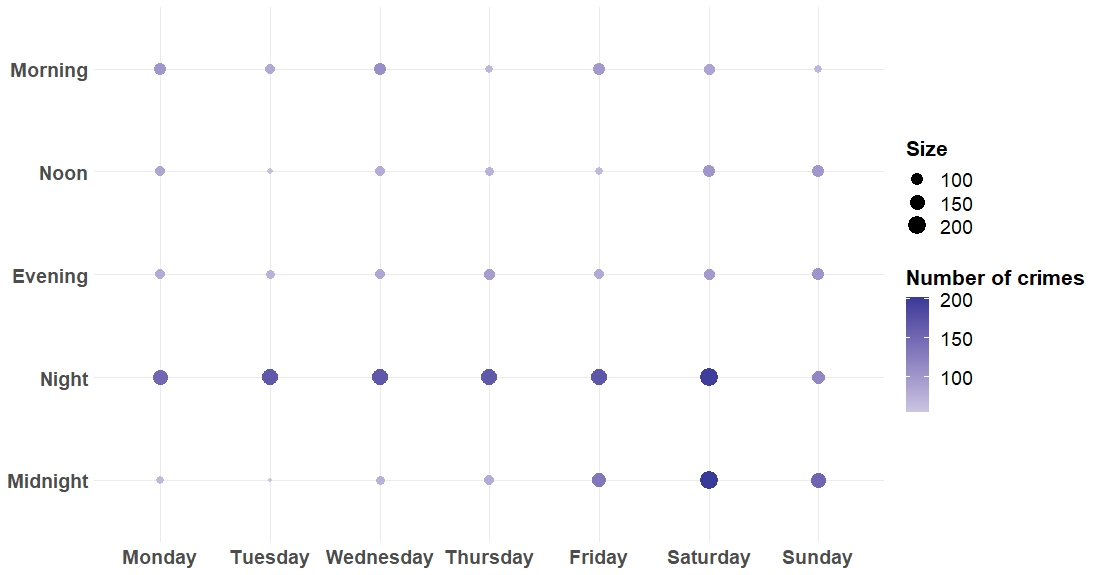 Morning
Noon
Evening
Night
Midnight
Monday Tuesday Wednesday Thursday Friday Saturday Sunday
Size
100
150
200
Number of crimes
200
150
100